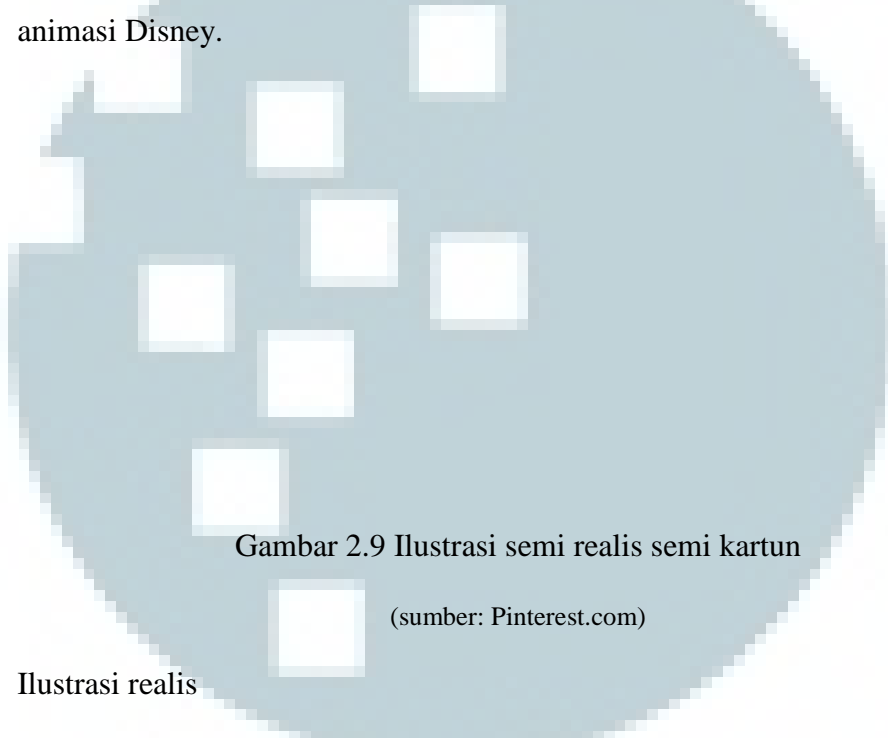 animasi Disney.
Gambar 2.9 Ilustrasi semi realis semi kartun
(sumber: Pinterest.com)
Ilustrasi realis